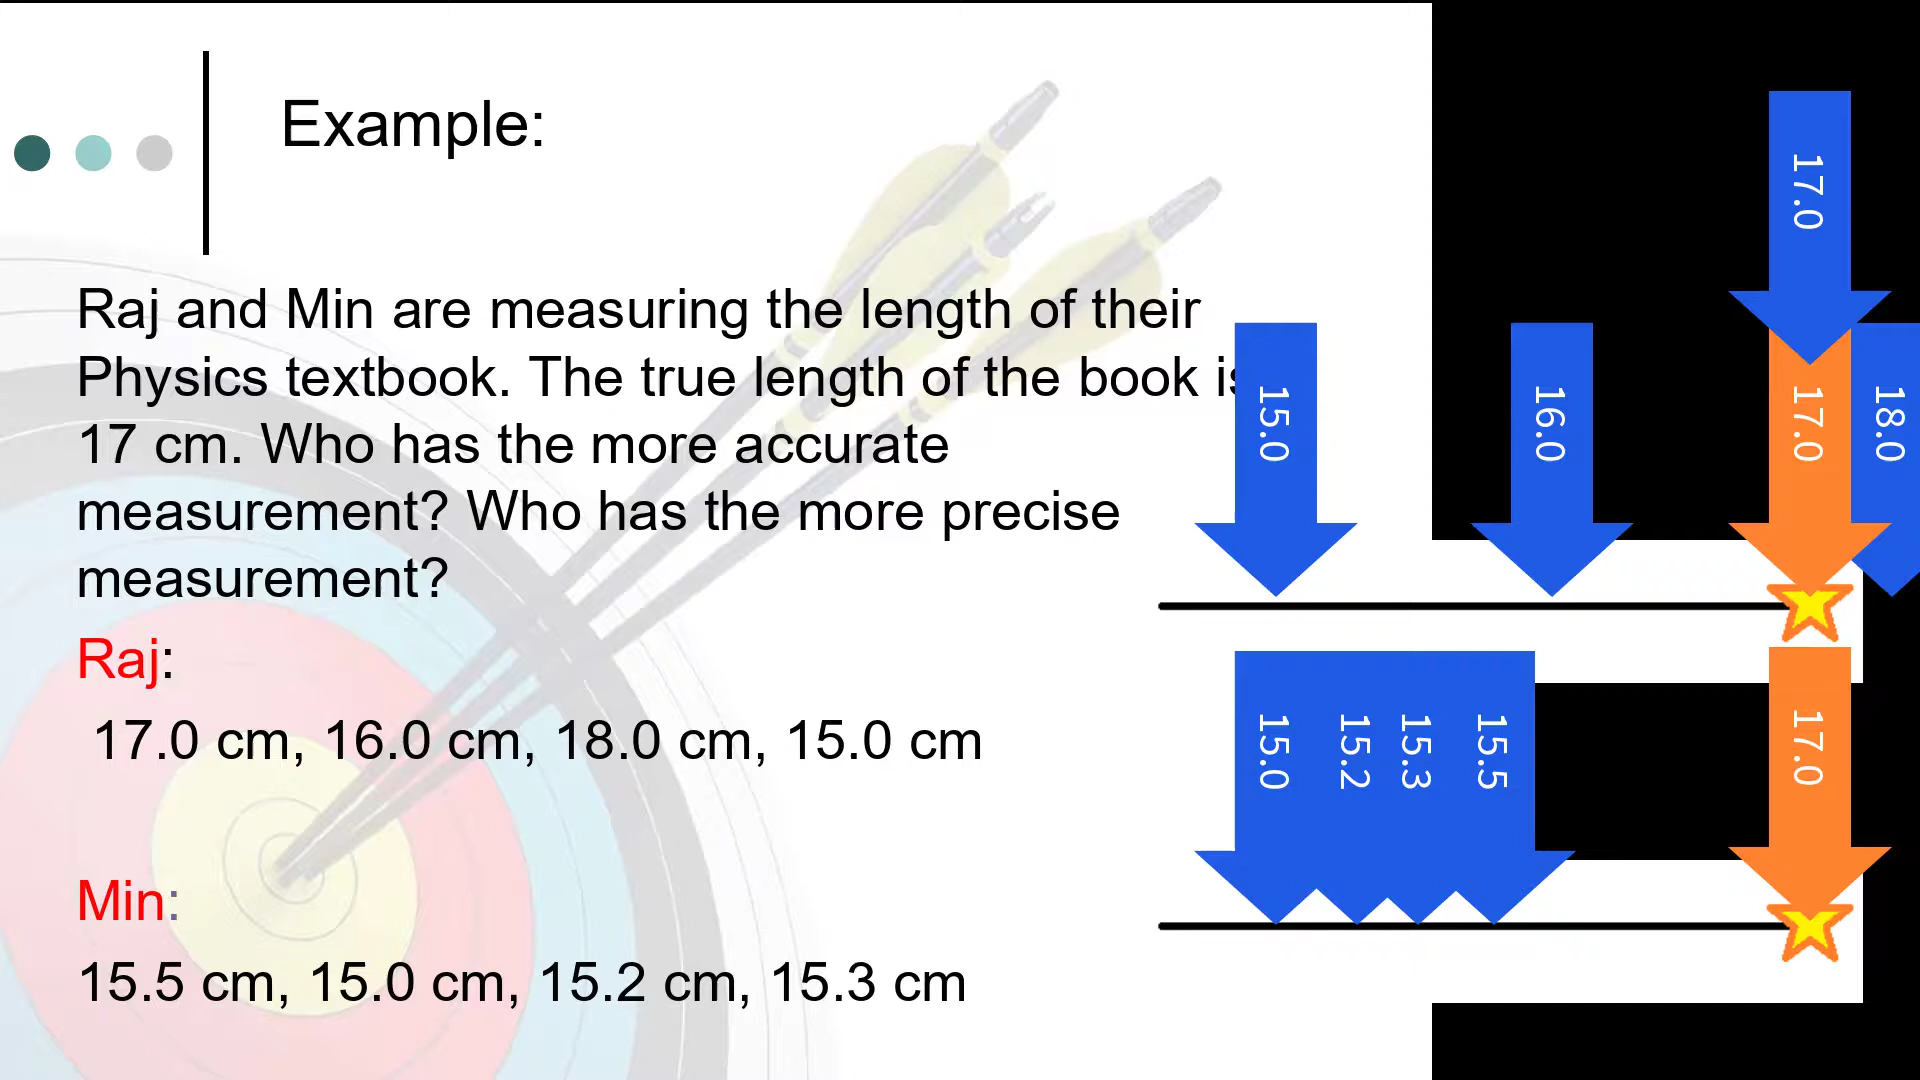 Example:
Raj and Min are measuring the length of their
Physics textbook. The true length of the book is
17 cm. Who has the more accurate
measurement? Who has the more precise
measurement?
Raj:
17.0 cm, 16.0 cm, 18.0 cm, 15.0 cm
Min:
15.5 cm, 15.0 cm, 15.2 cm, 15.3 cm
17.0
15.0
16.0
17.0
18.0
15.0
15.2
15.3
15.5
17.0